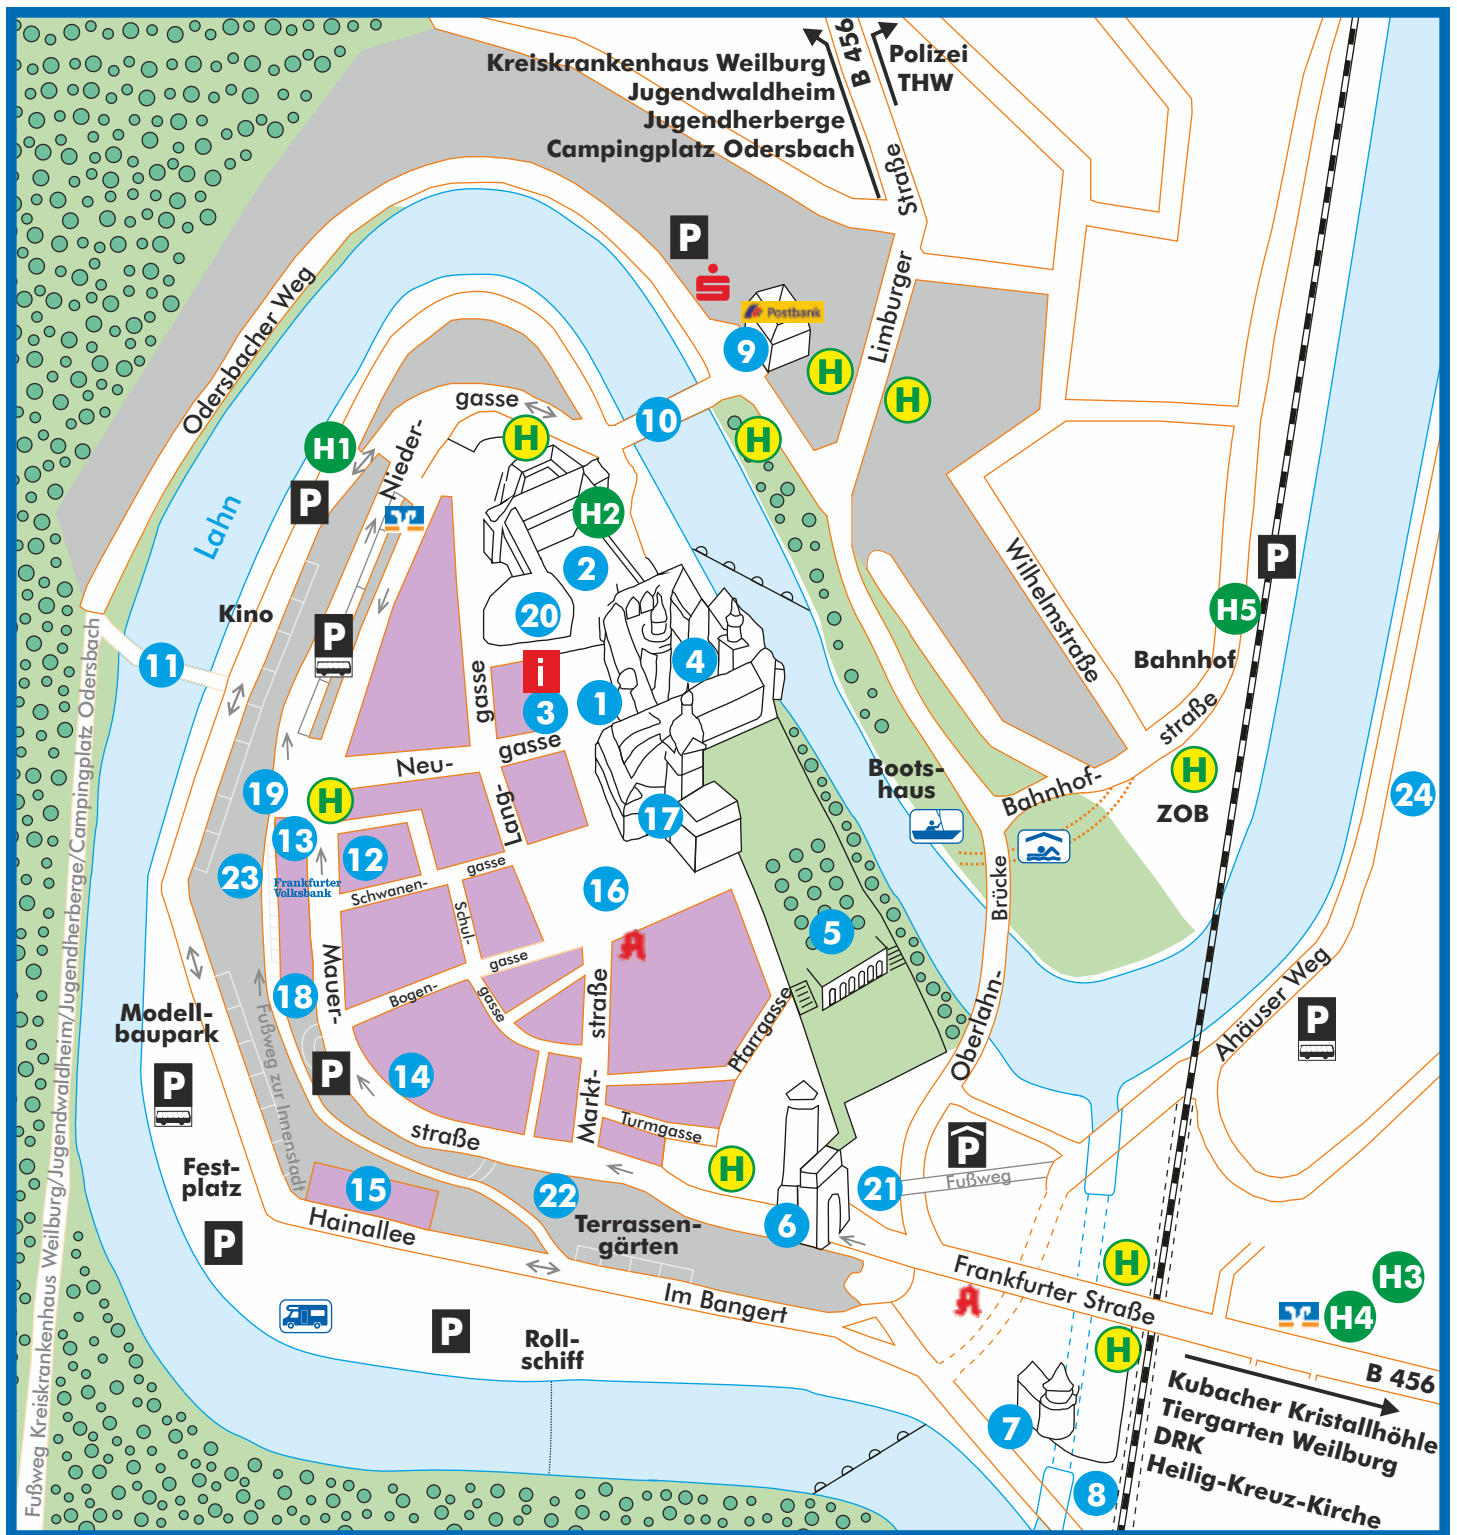 B 456
Polizei
THW
Kreiskrankenhaus Weilburg
Jugendwaldheim
Jugendherberge
Campingplatz Odersbach
Limburger
Straße
P
Postbank
9
H
H
H
10
Odersbacher Weg
gasse
Nieder-
H
H1
P
Lahn
H2
2
20
Kino
P
11
gasse
i
3
1
4
Wilhelmstraße
P
H5
Bahnhof
straße
Bahnhof-
H
ZOB
24
Boots-
haus
Neu-
gasse
Lang-
19
H
13
12
23
Frankfurter
Volksbank
17
16
5
Schwanen-
gasse
Schul-
gasse
Bogen-
gasse
Mauer-
straße
18
Brücke
Oberlahn-
Ahäuser Weg
P
Modell-
baupark
P
Fußweg zur Innenstadt
P
14
Markt-
straße
Pfarrgasse
Turmgasse
H
P
Fußweg
21
6
22
Terrassen-
gärten
Fest-
platz
P
15
Hainallee
Im Bangert
P
Roll-
schiff
Frankfurter Straße
H
H
H3
H4
B 456
Kubacher Kristallhöhle
Tiergarten Weilburg
DRK
Heilig-Kreuz-Kirche
7
8
Fußweg Kreiskrankenhaus Weilburg/Jugendwaldheim/Jugendherberge/Campingplatz Odersbach